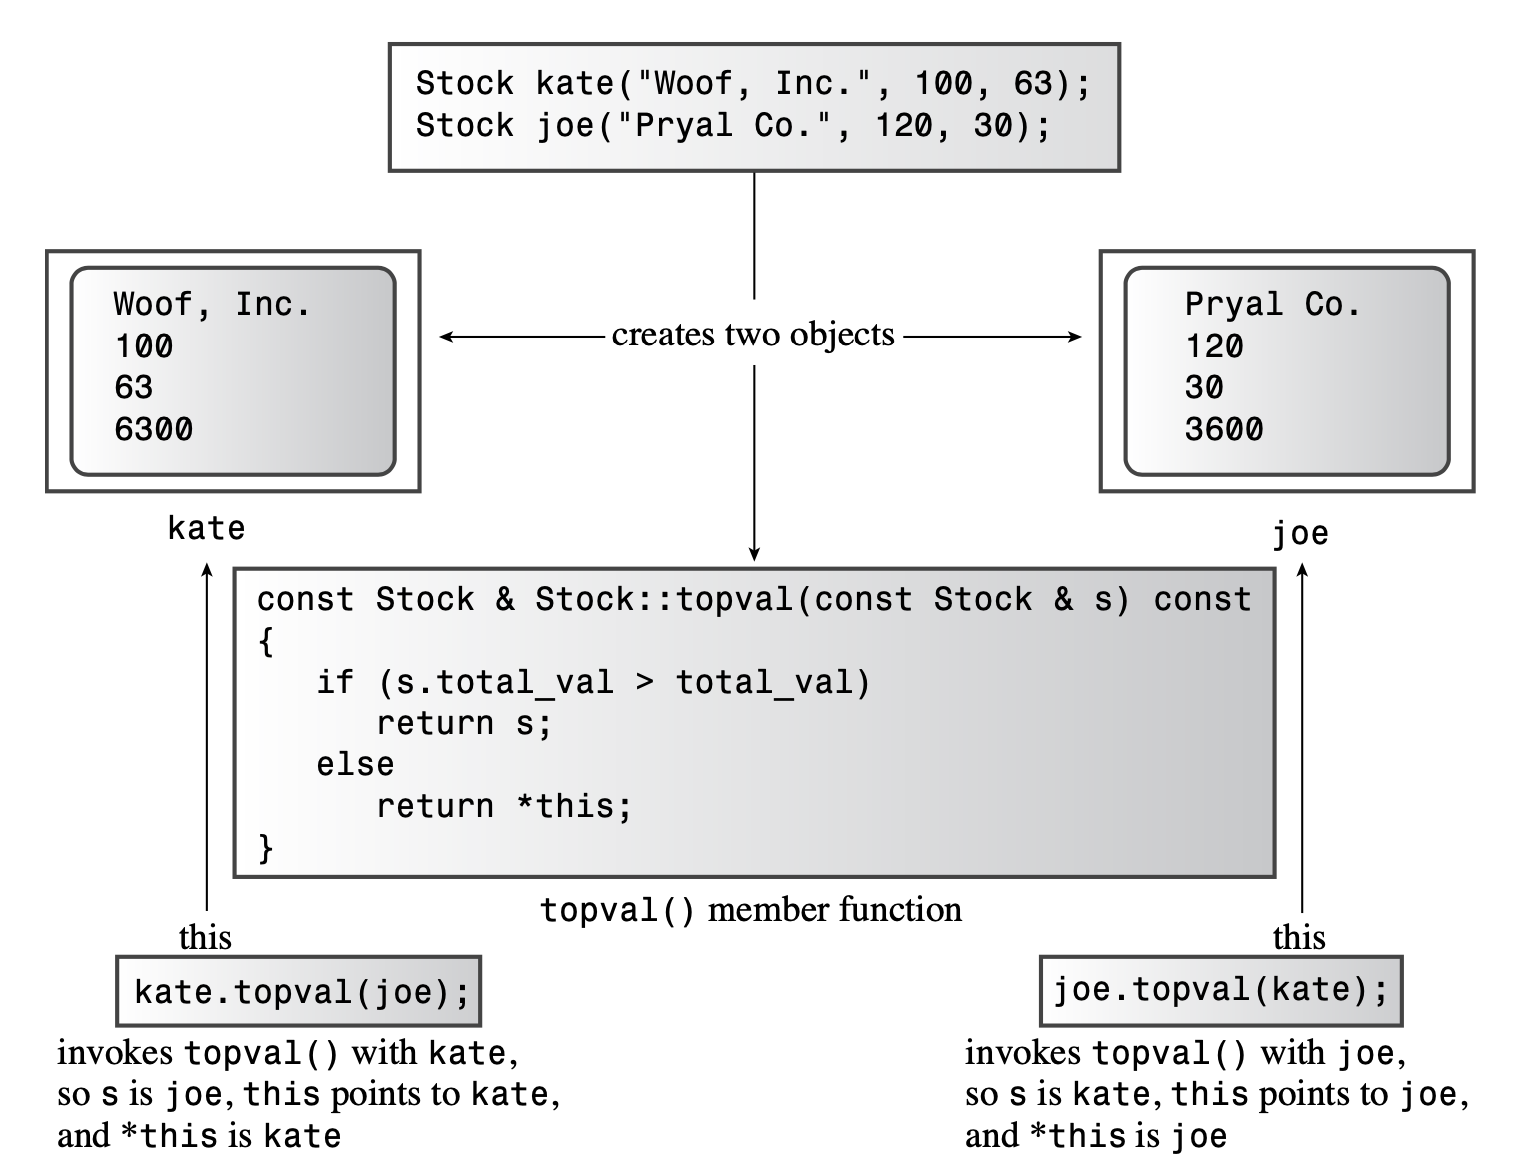 Stock kate("Woof, Inc.", 100, 63);
Stock joe("Pryal Co.", 120, 30);
Woof, Inc.
100
63
6300
kate
creates two objects
Pryal Co.
120
30
3600
joe
const Stock & Stock::topval(const Stock & s) const
{
   if (s.total_val > total_val)
      return s;
   else
      return *this;
}
topval() member function
this
kate.topval(joe);
invokes topval() with kate,
so s is joe, this points to kate,
and *this is kate
this
joe.topval(kate);
invokes topval() with joe,
so s is kate, this points to joe,
and *this is joe